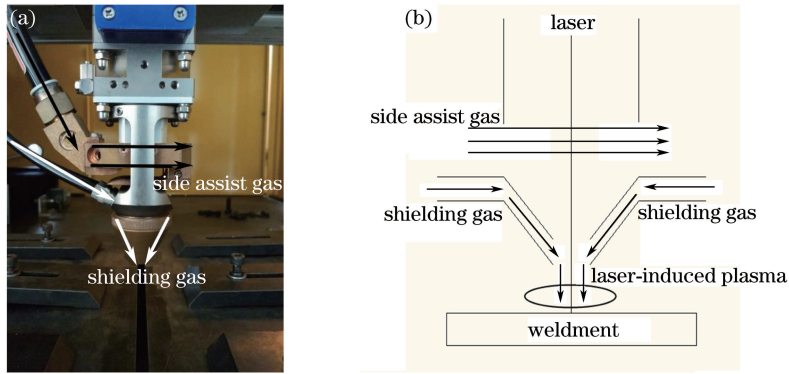 (a)
side assist gas
shielding gas
(b)
laser
side assist gas
shielding gas
shielding gas
laser-induced plasma
weldment